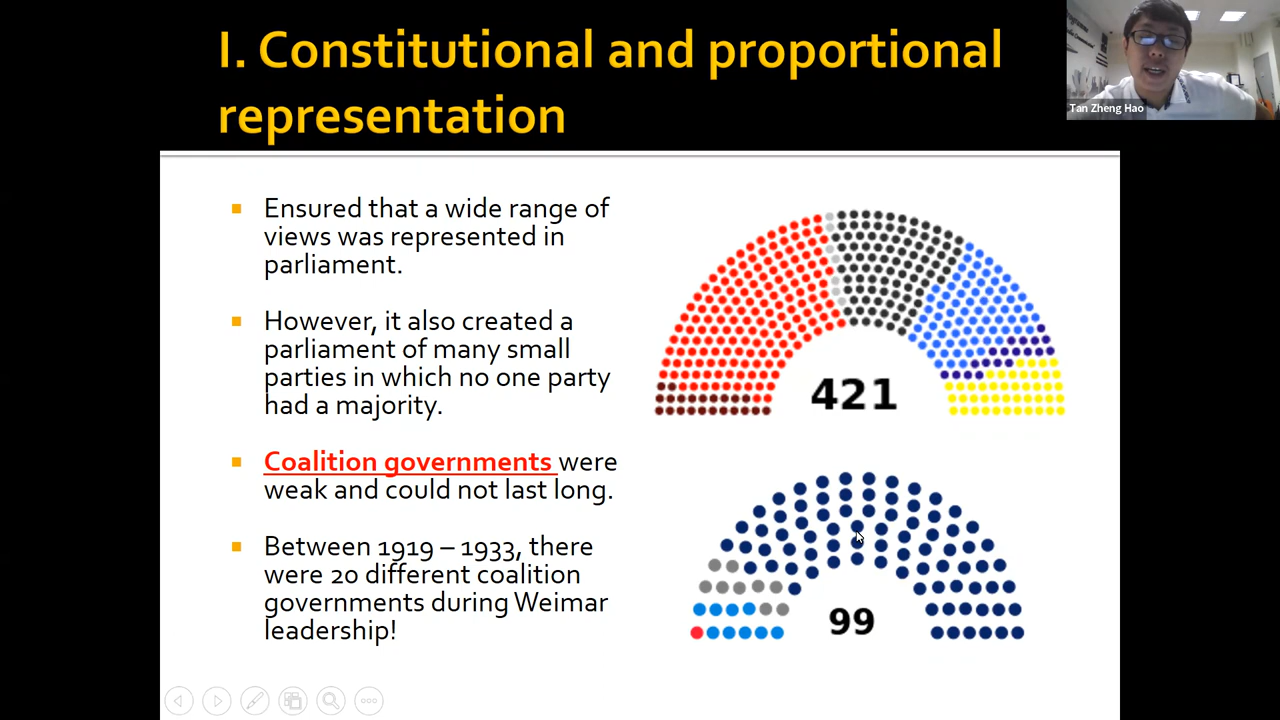 I. Constitutional and proportional
representation
Tan Zheng Hao
Ensured that a wide range of
views was represented in
parliament.
However, it also created a
parliament of many small
parties in which no one party
had a majority.
Coalition governments were
weak and could not last long.
Between 1919 – 1933, there
were 20 different coalition
governments during Weimar
leadership!
421
99